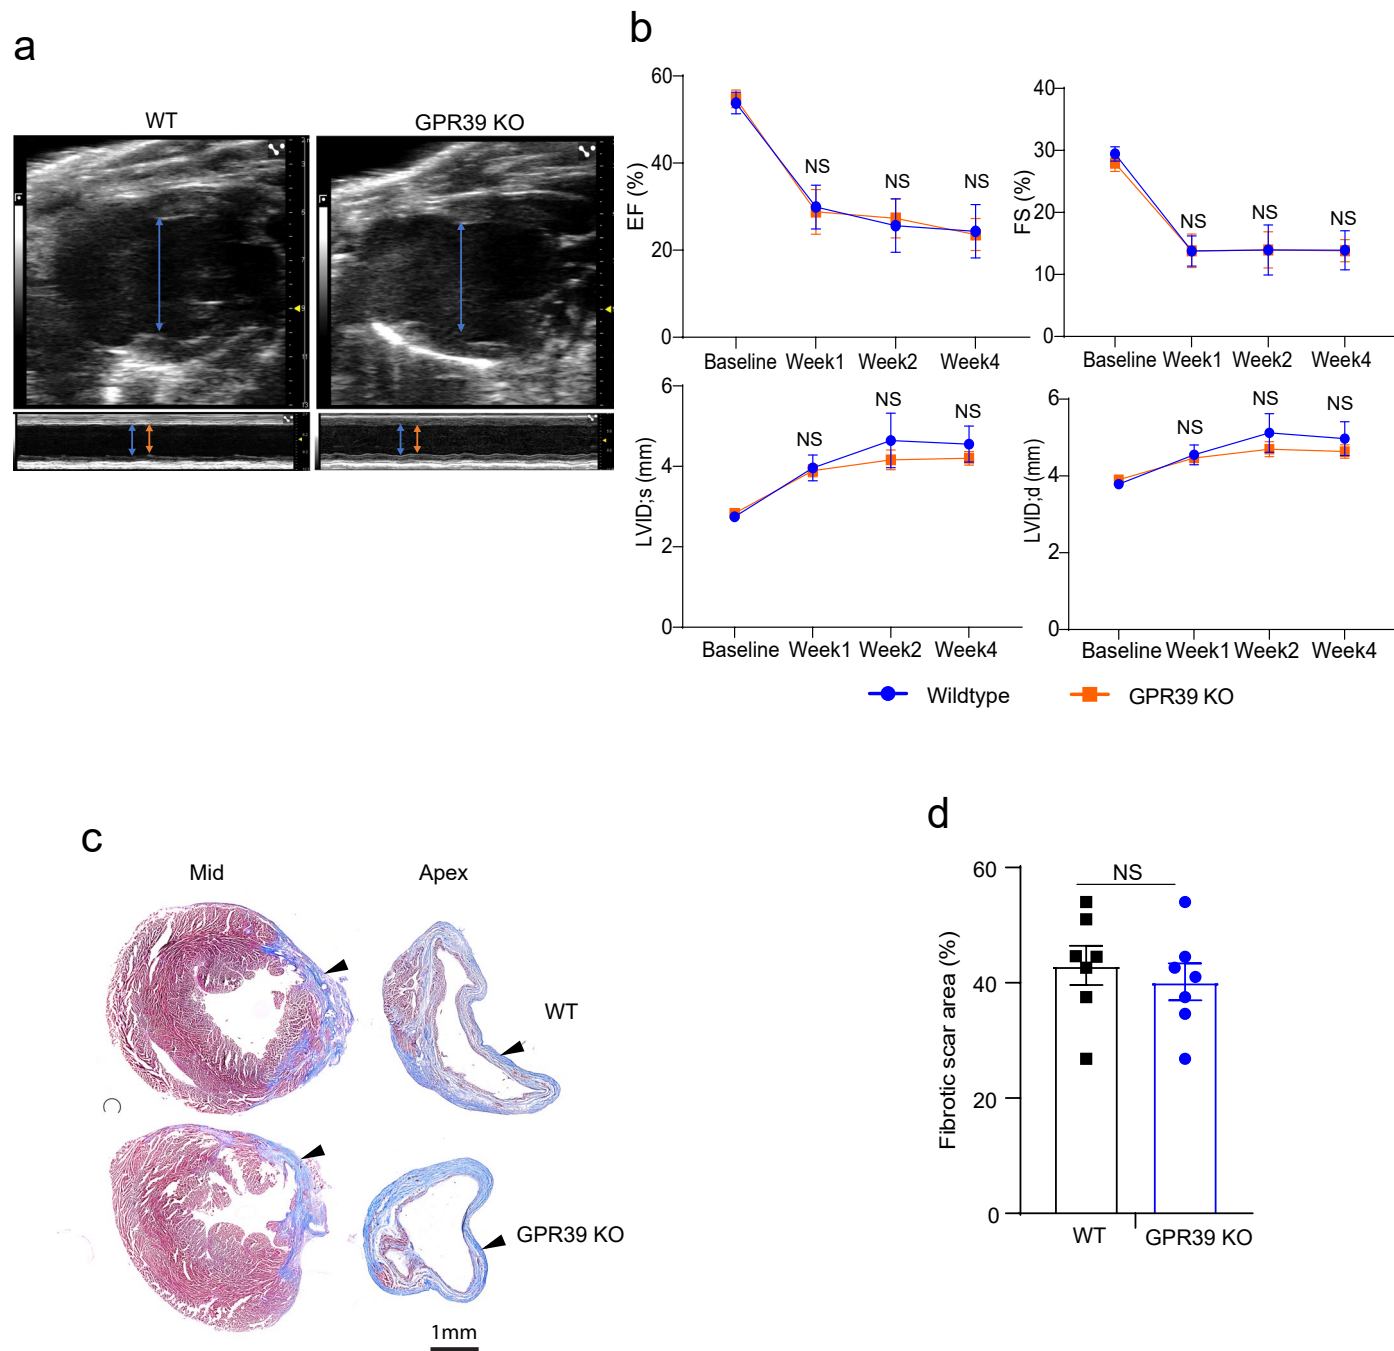 a
WT
GPR39 KO
b
60
40
20
0
EF (%)
NS
NS
NS
Baseline Week1 Week2 Week4
40
30
20
10
0
FS (%)
NS
NS
NS
Baseline Week1 Week2 Week4
6
4
2
0
LVID;s (mm)
NS
NS
NS
Baseline Week1 Week2 Week4
6
4
2
0
LVID;d (mm)
NS
NS
NS
Baseline Week1 Week2 Week4
Wildtype
GPR39 KO
c
Mid
Apex
WT
GPR39 KO
1mm
d
60
40
20
0
Fibrotic scar area (%)
NS
WT
GPR39 KO